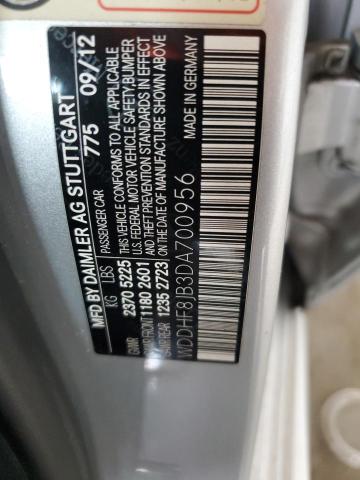 MFD BY DAIMLER AG STUTTGART
PASSENGER CAR 775 09/12
KG LBS
GVWR 2370 5225
GAWR FRONT 1180 2601
GAWR REAR 1235 2723
THIS VEHICLE CONFORMS TO ALL APPLICABLE
U.S. FEDERAL MOTOR VEHICLE SAFETY, BUMPER
AND THEFT PREVENTION STANDARDS IN EFFECT
ON THE DATE OF MANUFACTURE SHOWN ABOVE
MADE IN GERMANY
WDDHF8JB3DA700956